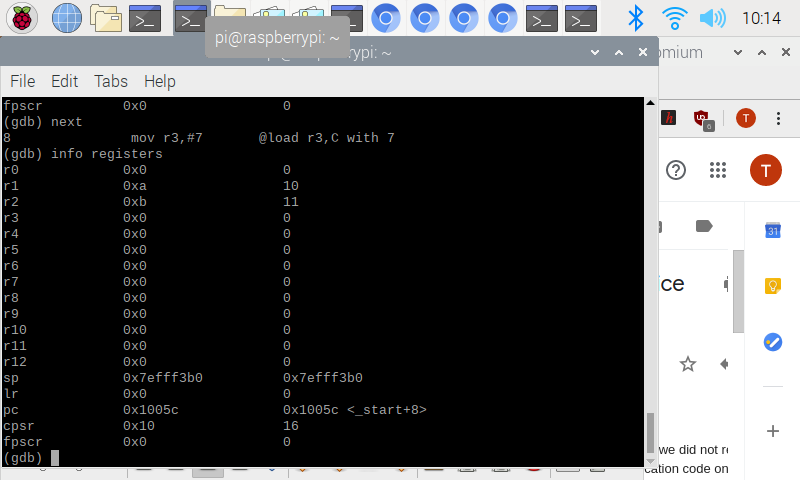 10:14
pi@raspberrypi: ~
pi@raspberrypi: ~
omium
File Edit Tabs Help
fpscr 0x0 0
(gdb) next
8 mov r3,#7 @load r3,C with 7
(gdb) info registers
r0 0x0 0
r1 0xa 10
r2 0xb 11
r3 0x0 0
r4 0x0 0
r5 0x0 0
r6 0x0 0
r7 0x0 0
r8 0x0 0
r9 0x0 0
r10 0x0 0
r11 0x0 0
r12 0x0 0
sp 0x7efff3b0 0x7efff3b0
lr 0x0 0
pc 0x1005c 0x1005c <_start+8>
cpsr 0x10 16
fpscr 0x0 0
(gdb)
h
6
T
T
31
ce
we did not r
cation code on